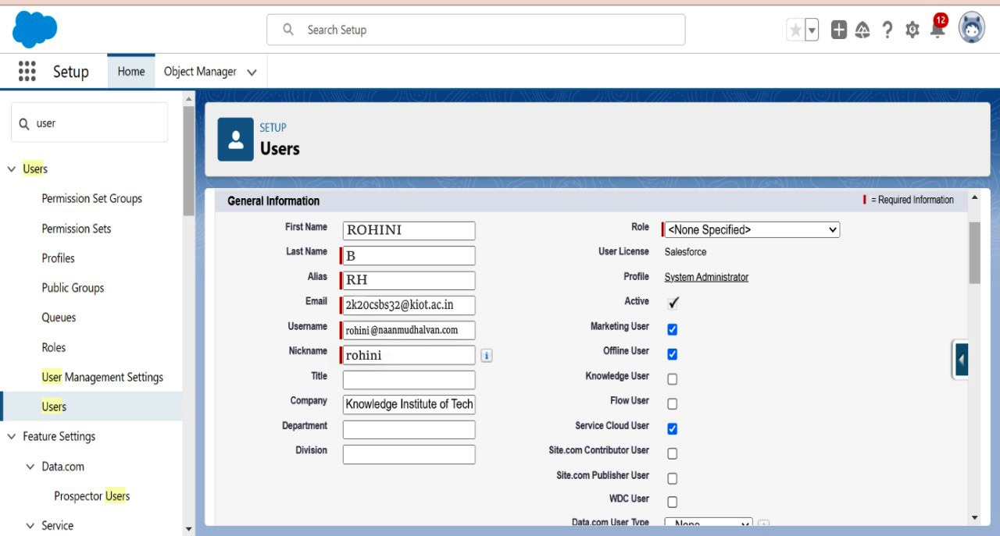 Search Setup
12
Setup
Home
Object Manager
user
Users
Permission Set Groups
Permission Sets
Profiles
Public Groups
Queues
Roles
User Management Settings
Users
Feature Settings
Data.com
Prospector Users
Service
SETUP
Users
General Information
= Required Information
First Name ROHINI
Last Name B
Alias RH
Email 2k20csbs32@kiot.ac.in
Username rohini@naanmudhalvan.com
Nickname rohini
Title
Company Knowledge Institute of Tech
Department
Division
Role <None Specified>
User License Salesforce
Profile System Administrator
Active
Marketing User
Offline User
Knowledge User
Flow User
Service Cloud User
Site.com Contributor User
Site.com Publisher User
WDC User
Data.com User Type --None--